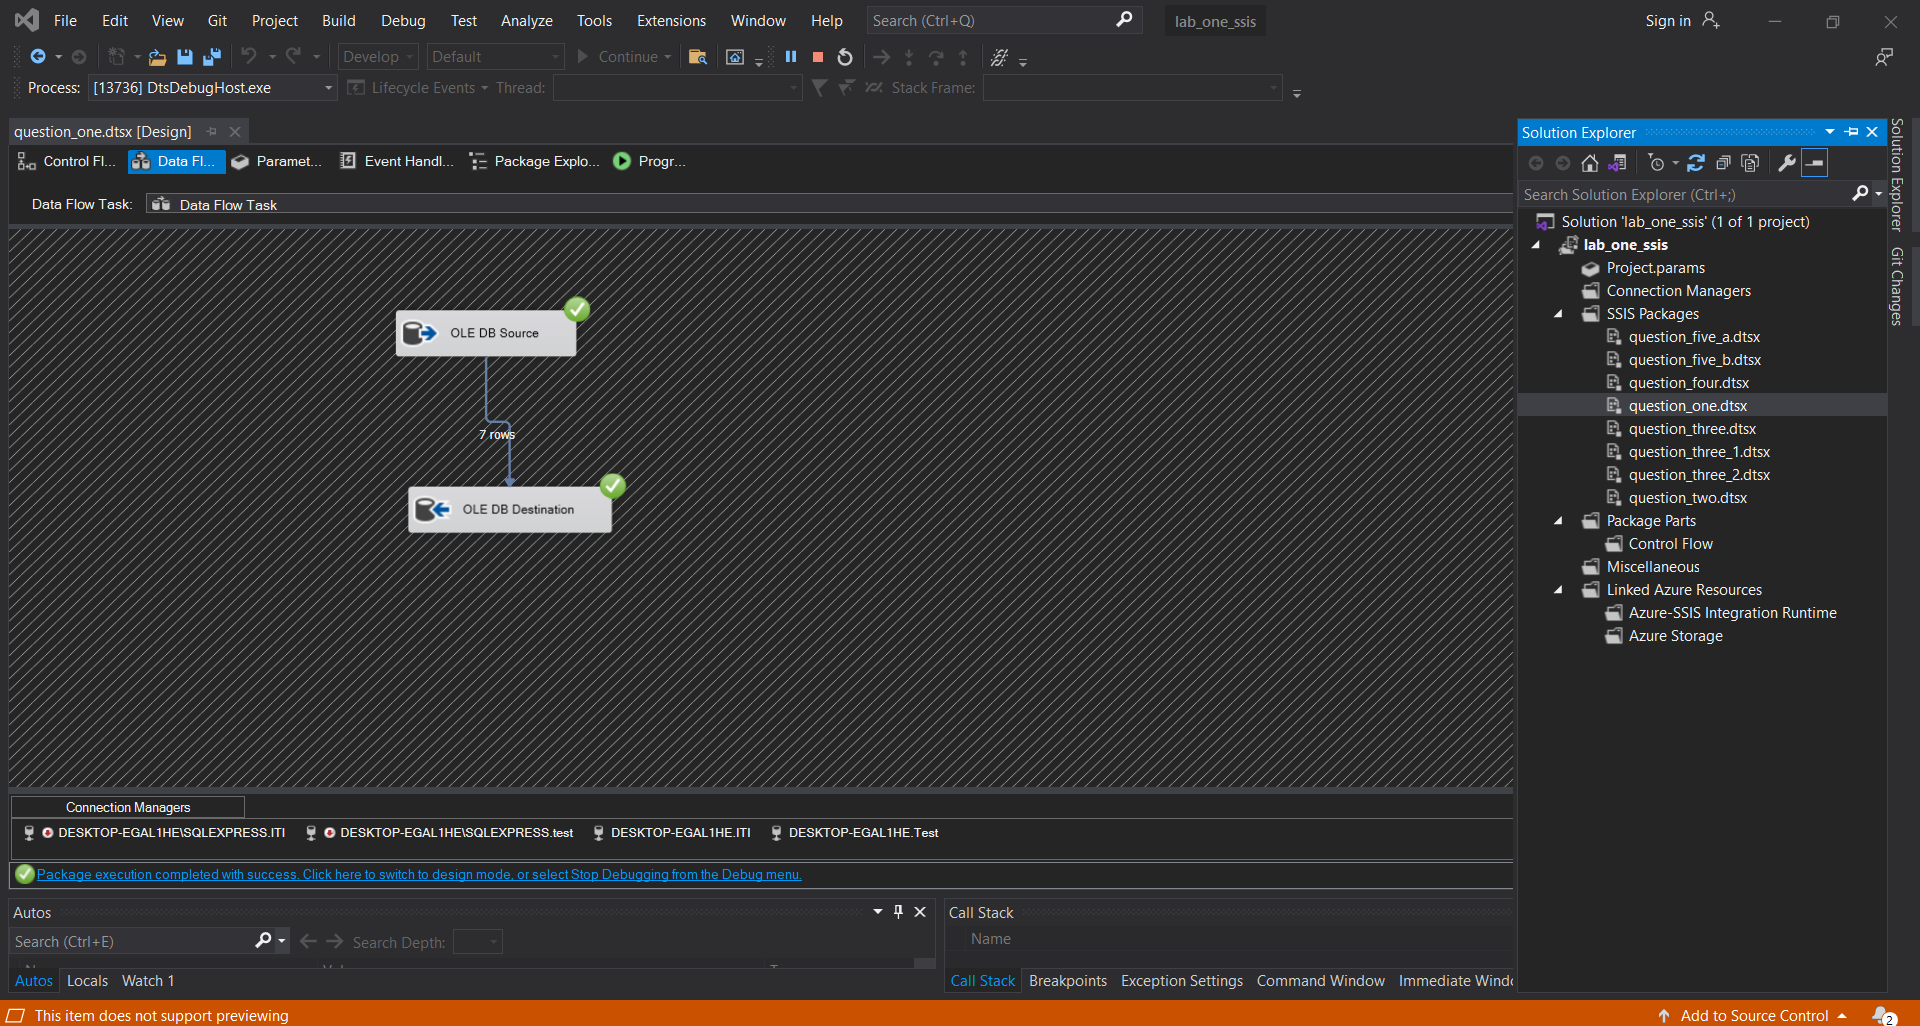 File Edit View Git Project Build Debug Test Analyze Tools Extensions Window Help Search (Ctrl+Q) lab_one_ssis Sign in
Develop Default Continue
Process: [13736] DtsDebugHost.exe Lifecycle Events Thread: Stack Frame:
question_one.dtsx [Design]
Control Fl... Data Fl... Paramet... Event Handl... Package Explo... Progr...
Data Flow Task: Data Flow Task
OLE DB Source
7 rows
OLE DB Destination
Connection Managers
DESKTOP-EGAL1HE\SQLEXPRESS.ITI DESKTOP-EGAL1HE\SQLEXPRESS.test DESKTOP-EGAL1HE.ITI DESKTOP-EGAL1HE.Test
Package execution completed with success. Click here to switch to design mode, or select Stop Debugging from the Debug menu.
Autos
Search (Ctrl+E) Search Depth:
Autos Locals Watch 1
Call Stack
Name
Call Stack Breakpoints Exception Settings Command Window Immediate Windo
Solution Explorer
Search Solution Explorer (Ctrl+;)
Solution 'lab_one_ssis' (1 of 1 project)
lab_one_ssis
Project.params
Connection Managers
SSIS Packages
question_five_a.dtsx
question_five_b.dtsx
question_four.dtsx
question_one.dtsx
question_three.dtsx
question_three_1.dtsx
question_three_2.dtsx
question_two.dtsx
Package Parts
Control Flow
Miscellaneous
Linked Azure Resources
Azure-SSIS Integration Runtime
Azure Storage
Solution Explorer
Git Changes
This item does not support previewing Add to Source Control 2